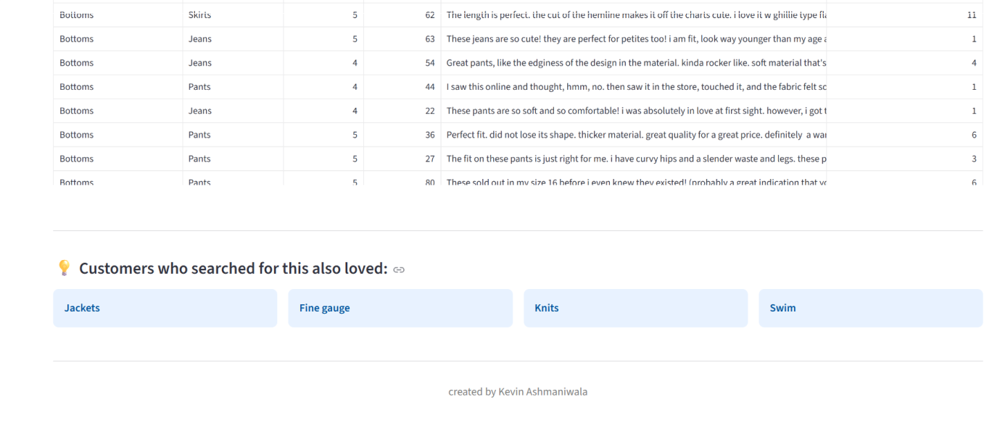 Bottoms Skirts 5 62 The length is perfect. the cut of the hemline makes it off the charts cute. i love it w ghillie type fla 11
Bottoms Jeans 5 63 These jeans are so cute! they are perfect for petites too! i am fit, look way younger than my age a 1
Bottoms Jeans 4 54 Great pants, like the edginess of the design in the material. kinda rocker like. soft material that's 4
Bottoms Pants 4 44 I saw this online and thought, hmm, no. then saw it in the store, touched it, and the fabric felt so 1
Bottoms Jeans 4 22 These pants are so soft and so comfortable! i was absolutely in love at first sight. however, i got t 1
Bottoms Pants 5 36 Perfect fit. did not lose its shape. thicker material. great quality for a great price. definitely  a wa 6
Bottoms Pants 5 27 The fit on these pants is just right for me. i have curvy hips and a slender waste and legs. these p 3
Bottoms Pants 5 80 These sold out in my size 16 before i even knew they existed! (probably a great indication that yo 6
💡 Customers who searched for this also loved:
Jackets Fine gauge Knits Swim
created by Kevin Ashmaniwala